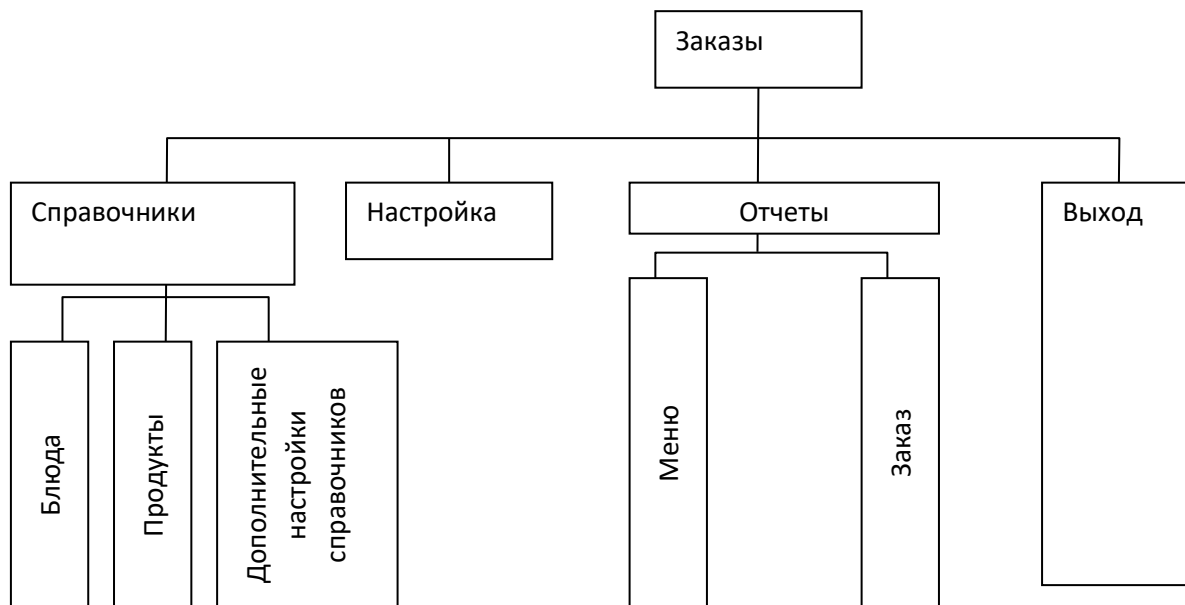 Заказы
Справочники
Настройка
Отчеты
Выход
Блюда
Продукты
Дополнительные
настройки
справочников
Меню
Заказ